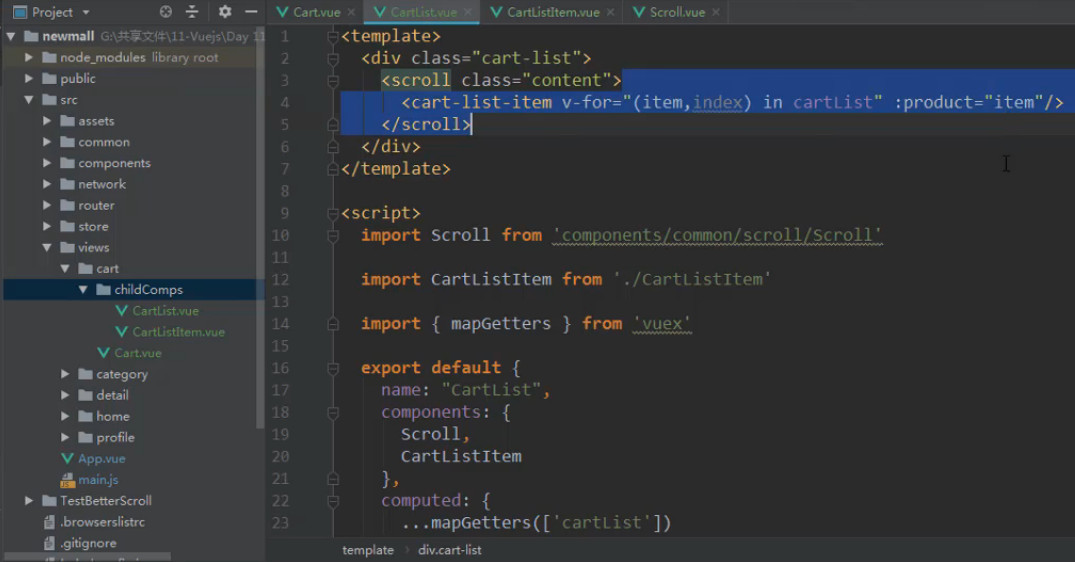 Project
Cart.vue
CartList.vue
CartListItem.vue
Scroll.vue
newmall G:\共享文件\11-Vuejs\Day 11
node_modules library root
public
src
assets
common
components
network
router
store
views
cart
childComps
CartList.vue
CartListItem.vue
Cart.vue
category
detail
home
profile
App.vue
main.js
TestBetterScroll
.browserslistrc
.gitignore
1 <template>
2 <div class="cart-list">
3 <scroll class="content">
4 <cart-list-item v-for="(item,index) in cartList" :product="item"/>
5 </scroll>
6 </div>
7 </template>
8
9 <script>
10 import Scroll from 'components/common/scroll/Scroll'
11
12 import CartListItem from './CartListItem'
13
14 import { mapGetters } from 'vuex'
15
16 export default {
17 name: "CartList",
18 components: {
19 Scroll,
20 CartListItem
21 },
22 computed: {
23 ...mapGetters(['cartList'])
template
div.cart-list